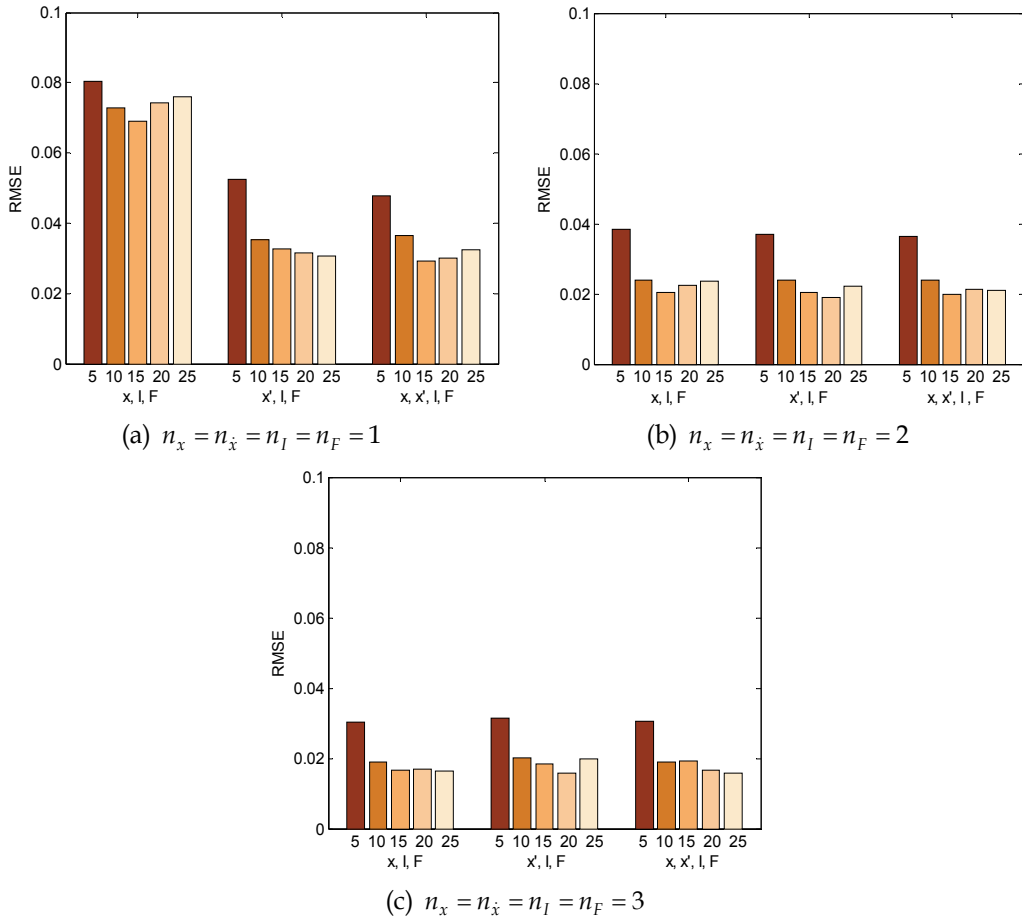 0.1
0.08
0.06
0.04
0.02
0
RMSE
5 10 15 20 25 5 10 15 20 25 5 10 15 20 25
x, I, F x', I, F x, x', I, F
(a) n_x = n_ẋ = n_I = n_F = 1
0.1
0.08
0.06
0.04
0.02
0
RMSE
5 10 15 20 25 5 10 15 20 25 5 10 15 20 25
x, I, F x', I, F x, x', I , F
(b) n_x = n_ẋ = n_I = n_F = 2
0.1
0.08
0.06
0.04
0.02
0
RMSE
5 10 15 20 25 5 10 15 20 25 5 10 15 20 25
x, I, F x', I, F x, x', I, F
(c) n_x = n_ẋ = n_I = n_F = 3